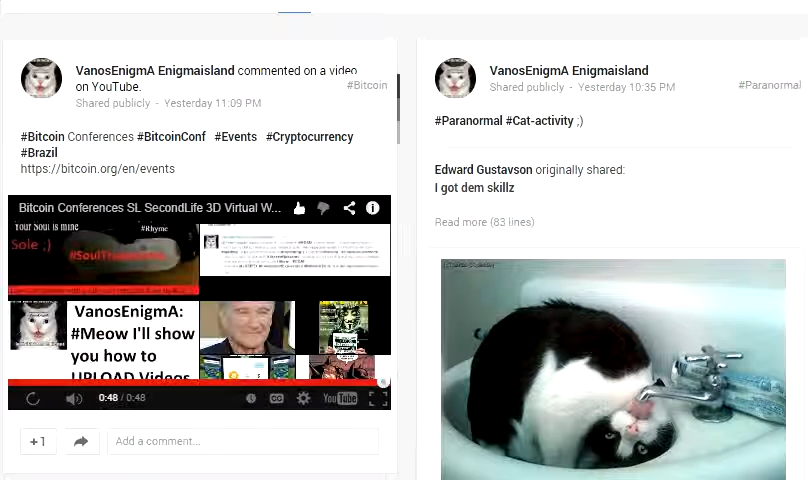 VanosEnigmA Enigmaisland commented on a video
on YouTube.
#Bitcoin
Shared publicly - Yesterday 11:09 PM
#Bitcoin Conferences #BitcoinConf #Events #Cryptocurrency
#Brazil
https://bitcoin.org/en/events
Bitcoin Conferences SL SecondLife 3D Virtual W...
Your Soul is mine
#Rhyme
Sole ;)
VanosEnigmA:
#Meow I'll show
you how to
UPLOAD Videos
0:48 / 0:48
CC
YouTube
+1
Add a comment...
VanosEnigmA Enigmaisland
Shared publicly - Yesterday 10:35 PM
#Paranormal
#Paranormal #Cat-activity ;)
Edward Gustavson originally shared:
I got dem skillz
Read more (83 lines)